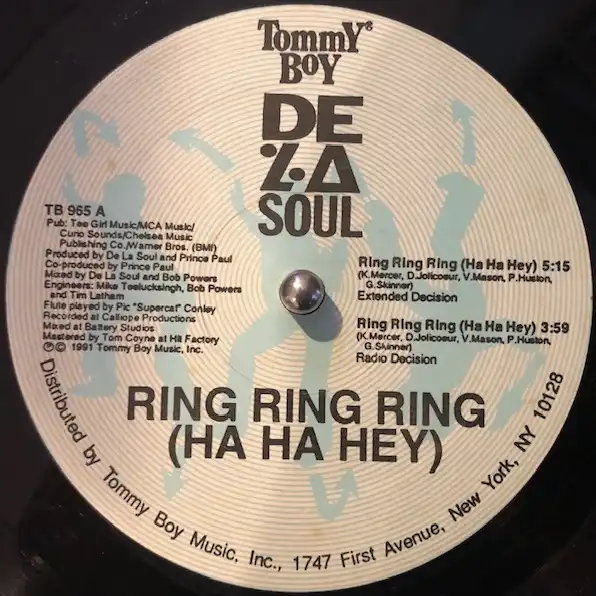 Tommy®
Boy
DE
LA
SOUL
TB 965 A
Pub: Tee Girl Music/MCA Music/
Curio Sounds/Chelsea Music
Publishing Co./Warner Bros. (BMI)
Produced by De La Soul and Prince Paul
Co-produced by Prince Paul
Mixed by De La Soul and Bob Powers
Engineers: Mike Teelucksingh, Bob Powers
and Tim Latham
Flute played by Pic "Supercat" Conley
Recorded at Calliope Productions
Mixed at Battery Studios
Mastered by Tom Coyne at Hit Factory
℗© 1991 Tommy Boy Music, Inc.
Ring Ring Ring (Ha Ha Hey) 5:15
(K.Mercer, D.Jolicoeur, V.Mason, P.Huston,
G.Skinner)
Extended Decision
Ring Ring Ring (Ha Ha Hey) 3:59
(K.Mercer, D.Jolicoeur, V.Mason, P.Huston,
G.Skinner)
Radio Decision
RING RING RING
(HA HA HEY)
Distributed by Tommy Boy Music, Inc., 1747 First Avenue, New York, NY 10128